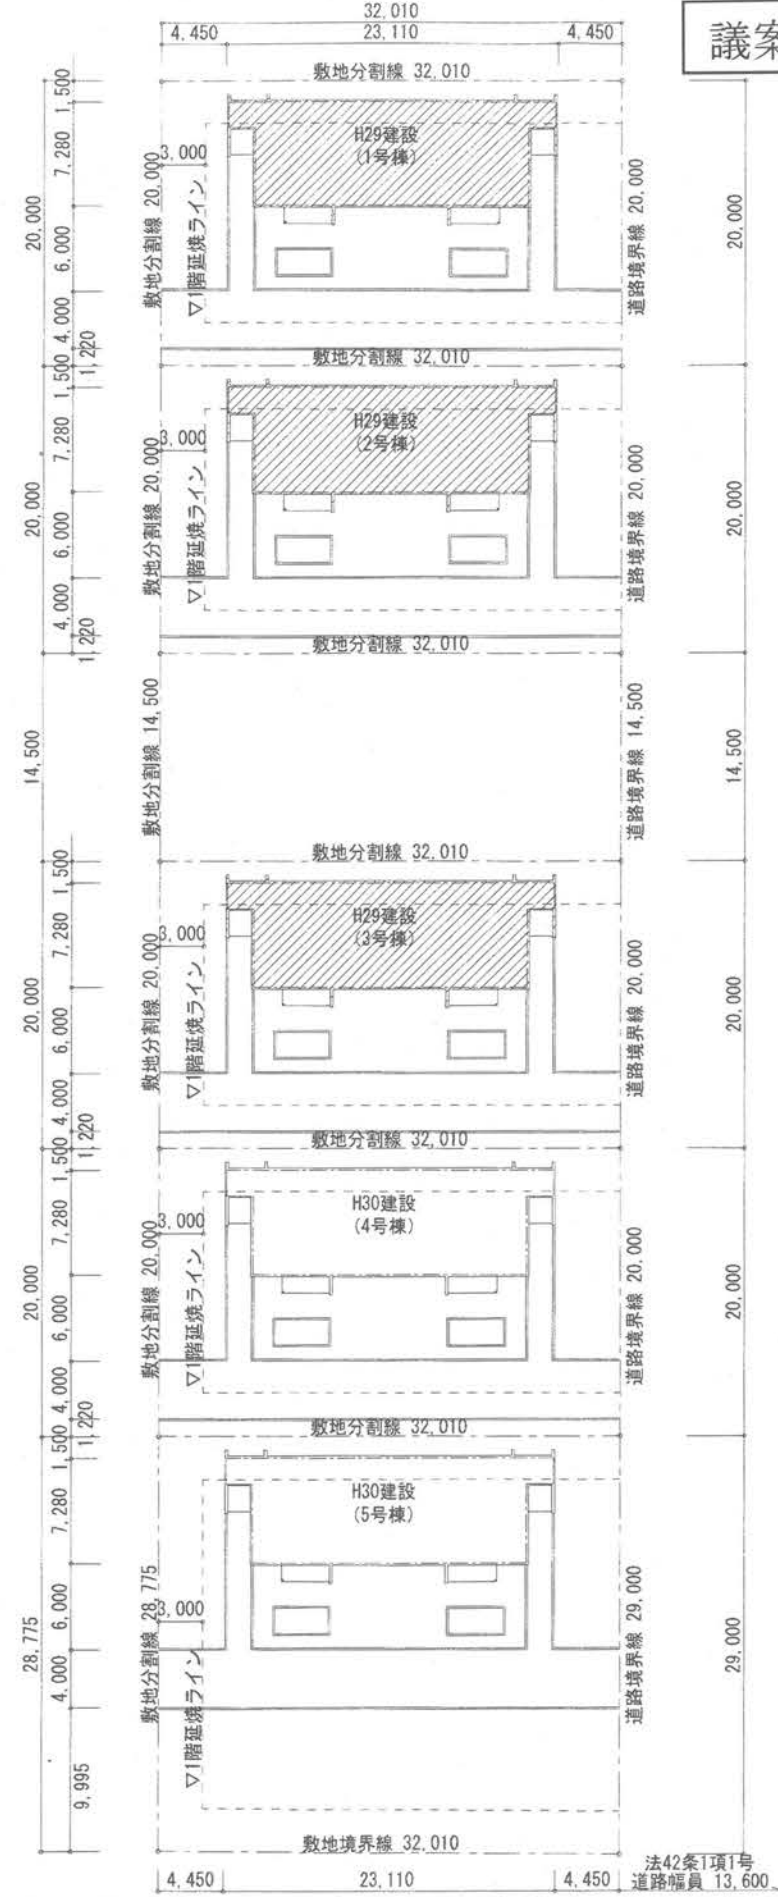 32,010
4,450 23,110 4,450
議案
敷地分割線 32,010
1,500
7,280
6,000
4,000
1,220
20,000
敷地分割線 20,000
3,000
▽1階延焼ライン
H29建設
(1号棟)
道路境界線 20,000
20,000
敷地分割線 32,010
1,500
7,280
6,000
4,000
1,220
20,000
敷地分割線 20,000
3,000
▽1階延焼ライン
H29建設
(2号棟)
道路境界線 20,000
20,000
敷地分割線 32,010
14,500
敷地分割線 14,500
道路境界線 14,500
14,500
敷地分割線 32,010
1,500
7,280
6,000
4,000
1,220
20,000
敷地分割線 20,000
3,000
▽1階延焼ライン
H29建設
(3号棟)
道路境界線 20,000
20,000
敷地分割線 32,010
1,500
7,280
6,000
4,000
1,220
20,000
敷地分割線 20,000
3,000
▽1階延焼ライン
H30建設
(4号棟)
道路境界線 20,000
20,000
敷地分割線 32,010
1,500
7,280
6,000
4,000
9,995
28,775
敷地分割線 28,775
3,000
▽1階延焼ライン
H30建設
(5号棟)
道路境界線 29,000
29,000
敷地境界線 32,010
4,450 23,110 4,450
法42条1項1号
道路幅員 13,600